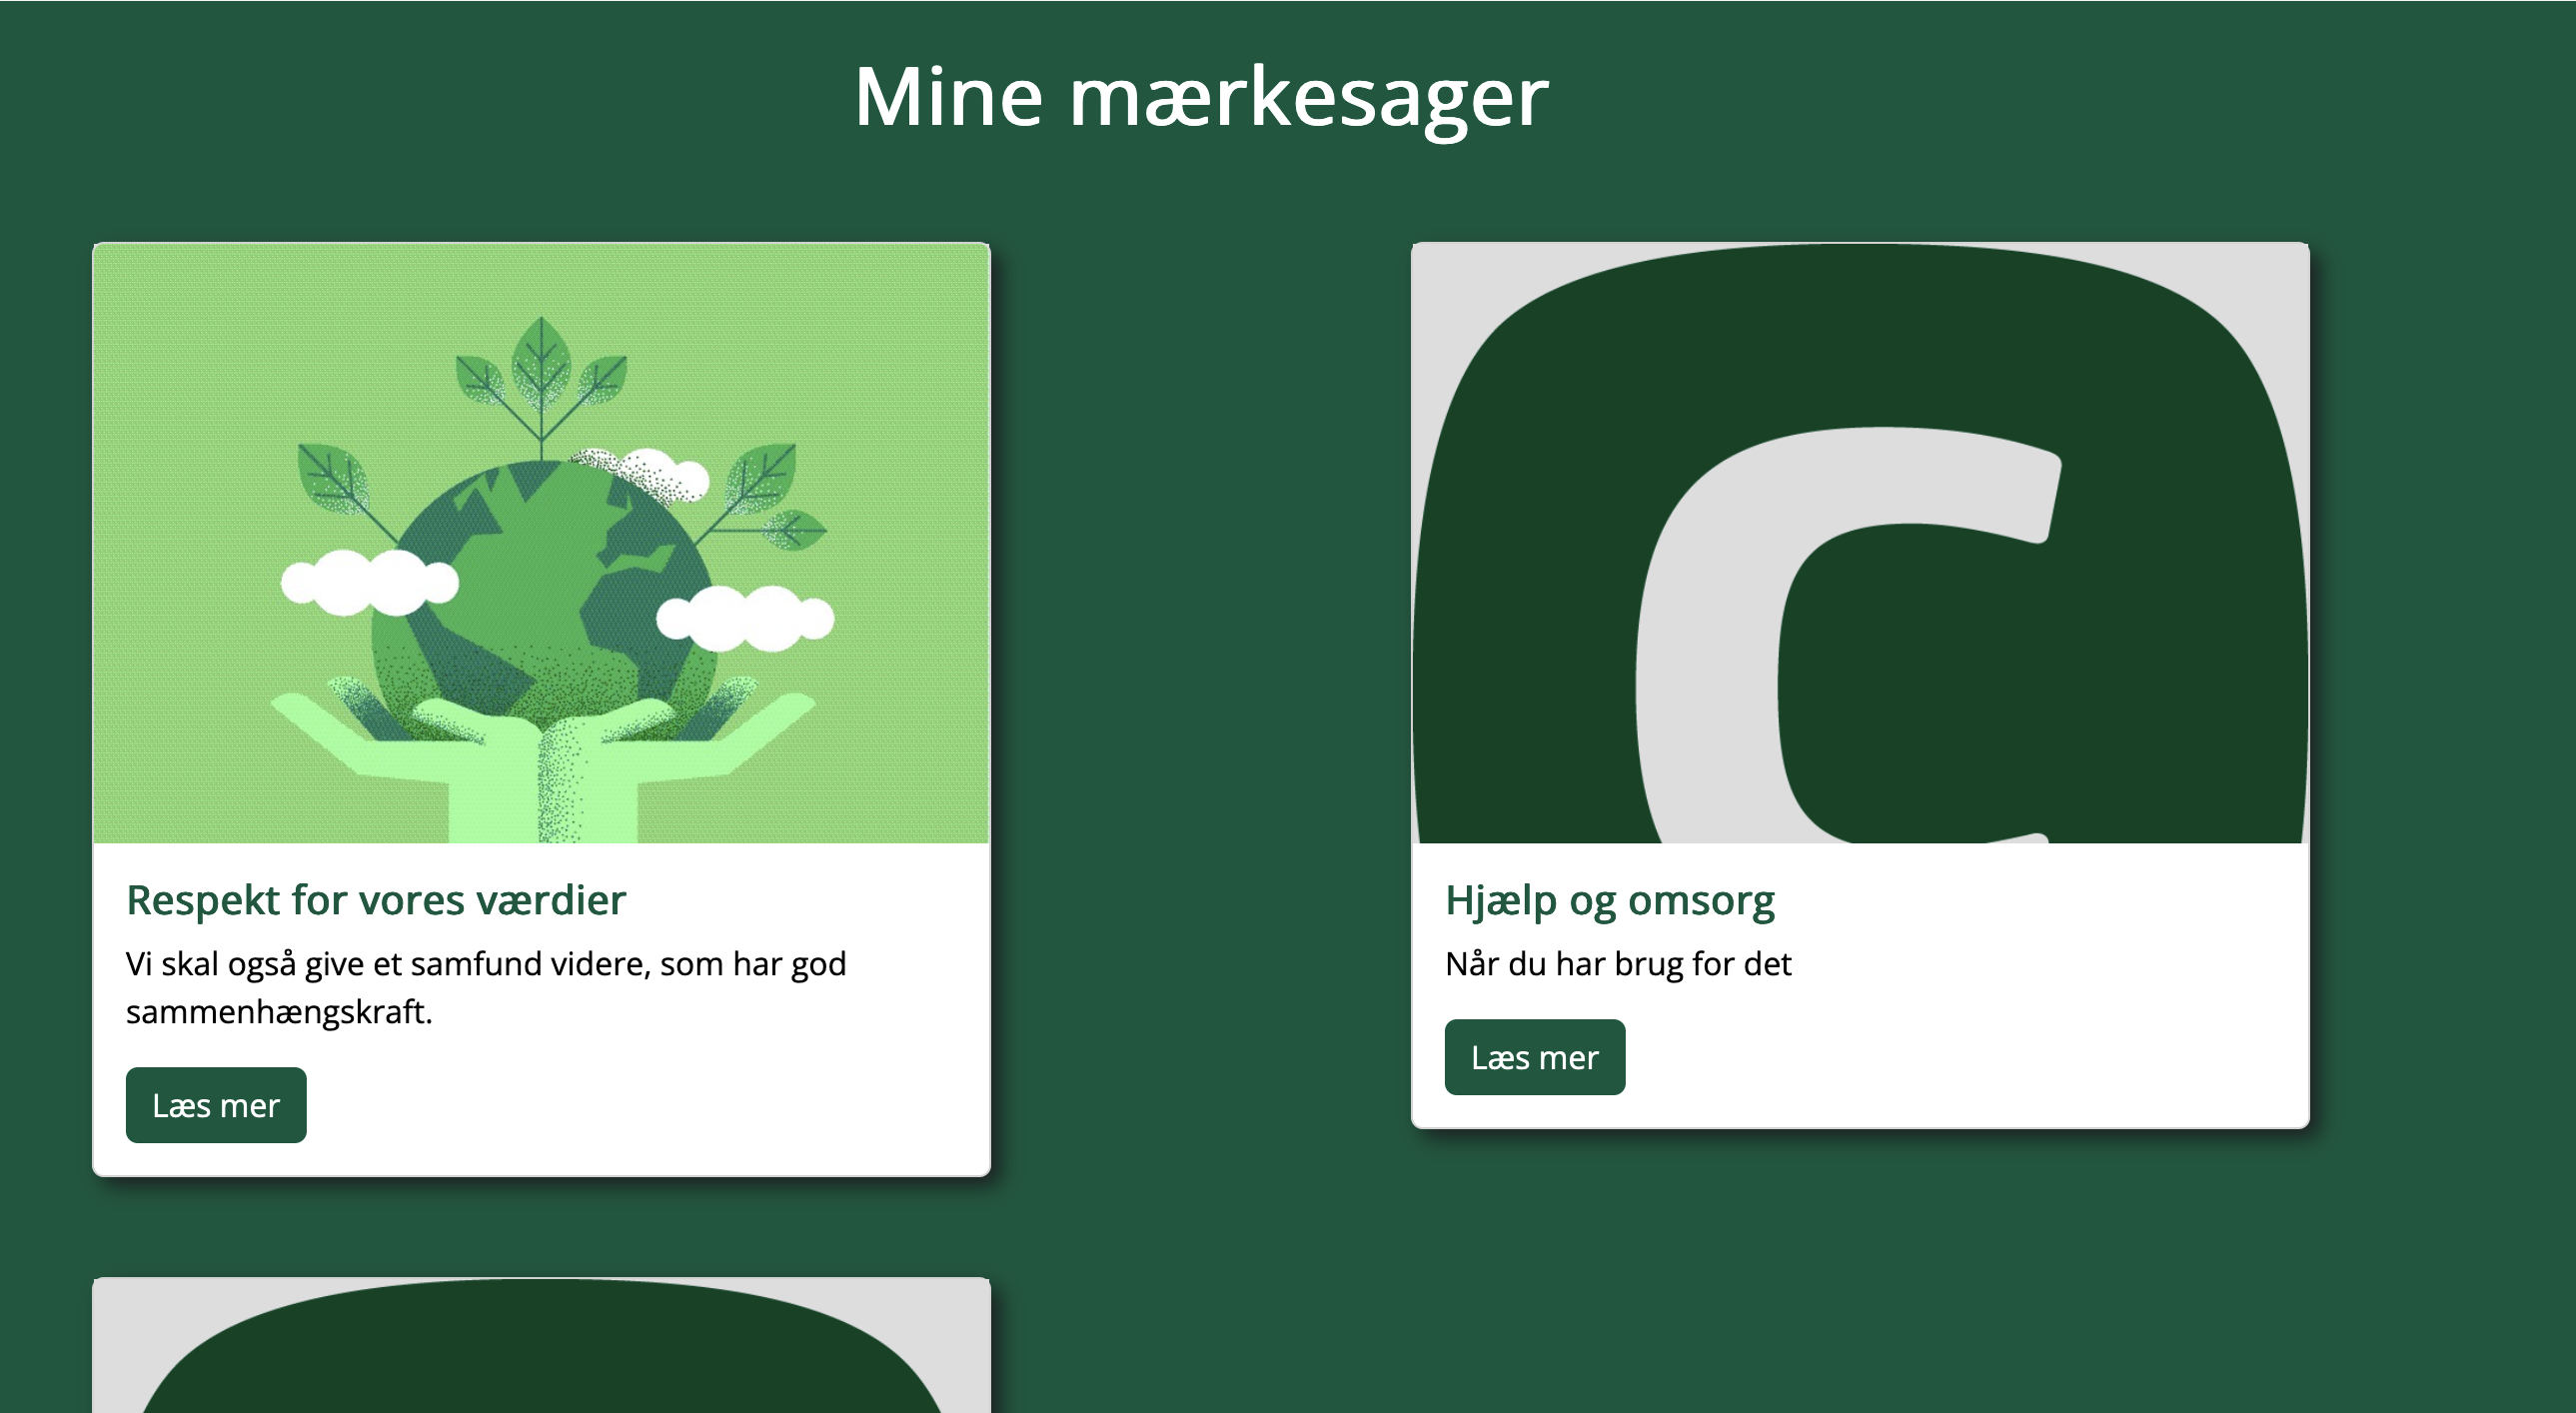 Mine mærkesager
C
Respekt for vores værdier
Vi skal også give et samfund videre, som har god
sammenhængskraft.
Læs mer
Hjælp og omsorg
Når du har brug for det
Læs mer